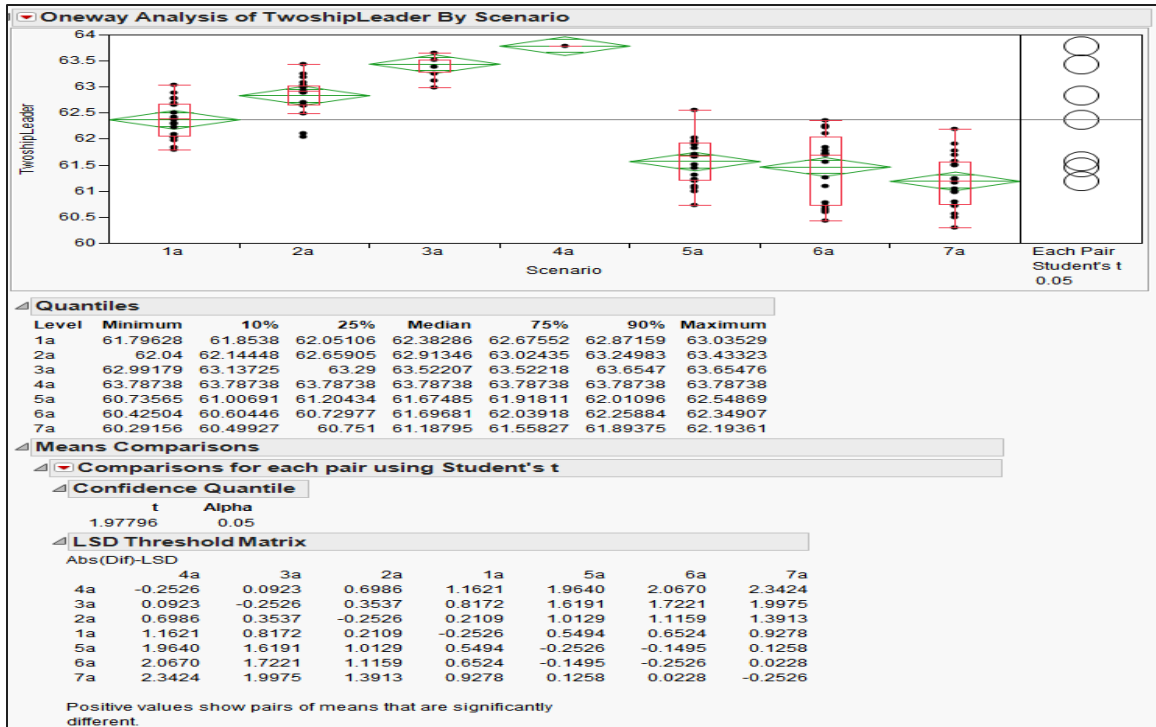 Oneway Analysis of TwoshipLeader By Scenario
TwoshipLeader
64
63.5
63
62.5
62
61.5
61
60.5
60
1a 2a 3a 4a 5a 6a 7a
Scenario
Each Pair
Student's t
0.05
Quantiles
Level Minimum 10% 25% Median 75% 90% Maximum
1a 61.79628 61.8538 62.05106 62.38286 62.67552 62.87159 63.03529
2a 62.04 62.14448 62.65905 62.91346 63.02435 63.24983 63.43323
3a 62.99179 63.13725 63.29 63.52207 63.52218 63.6547 63.65476
4a 63.78738 63.78738 63.78738 63.78738 63.78738 63.78738 63.78738
5a 60.73565 61.00691 61.20434 61.67485 61.91811 62.01096 62.54869
6a 60.42504 60.60446 60.72977 61.69681 62.03918 62.25884 62.34907
7a 60.29156 60.49927 60.751 61.18795 61.55827 61.89375 62.19361
Means Comparisons
Comparisons for each pair using Student's t
Confidence Quantile
t Alpha
1.97796 0.05
LSD Threshold Matrix
Abs(Dif)-LSD
4a 3a 2a 1a 5a 6a 7a
4a -0.2526 0.0923 0.6986 1.1621 1.9640 2.0670 2.3424
3a 0.0923 -0.2526 0.3537 0.8172 1.6191 1.7221 1.9975
2a 0.6986 0.3537 -0.2526 0.2109 1.0129 1.1159 1.3913
1a 1.1621 0.8172 0.2109 -0.2526 0.5494 0.6524 0.9278
5a 1.9640 1.6191 1.0129 0.5494 -0.2526 -0.1495 0.1258
6a 2.0670 1.7221 1.1159 0.6524 -0.1495 -0.2526 0.0228
7a 2.3424 1.9975 1.3913 0.9278 0.1258 0.0228 -0.2526
Positive values show pairs of means that are significantly
different.